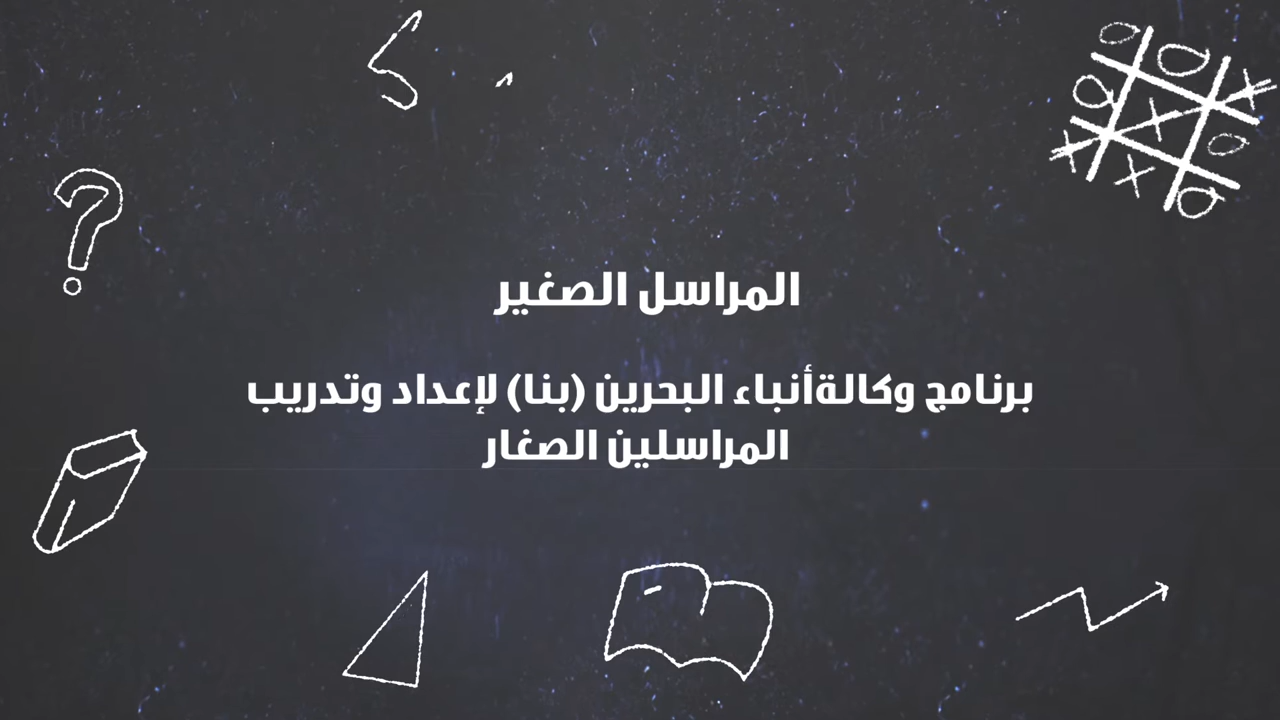 المراسل الصغير
برنامج وكالةأنباء البحرين (بنا) لإعداد وتدريب
المراسلين الصغار